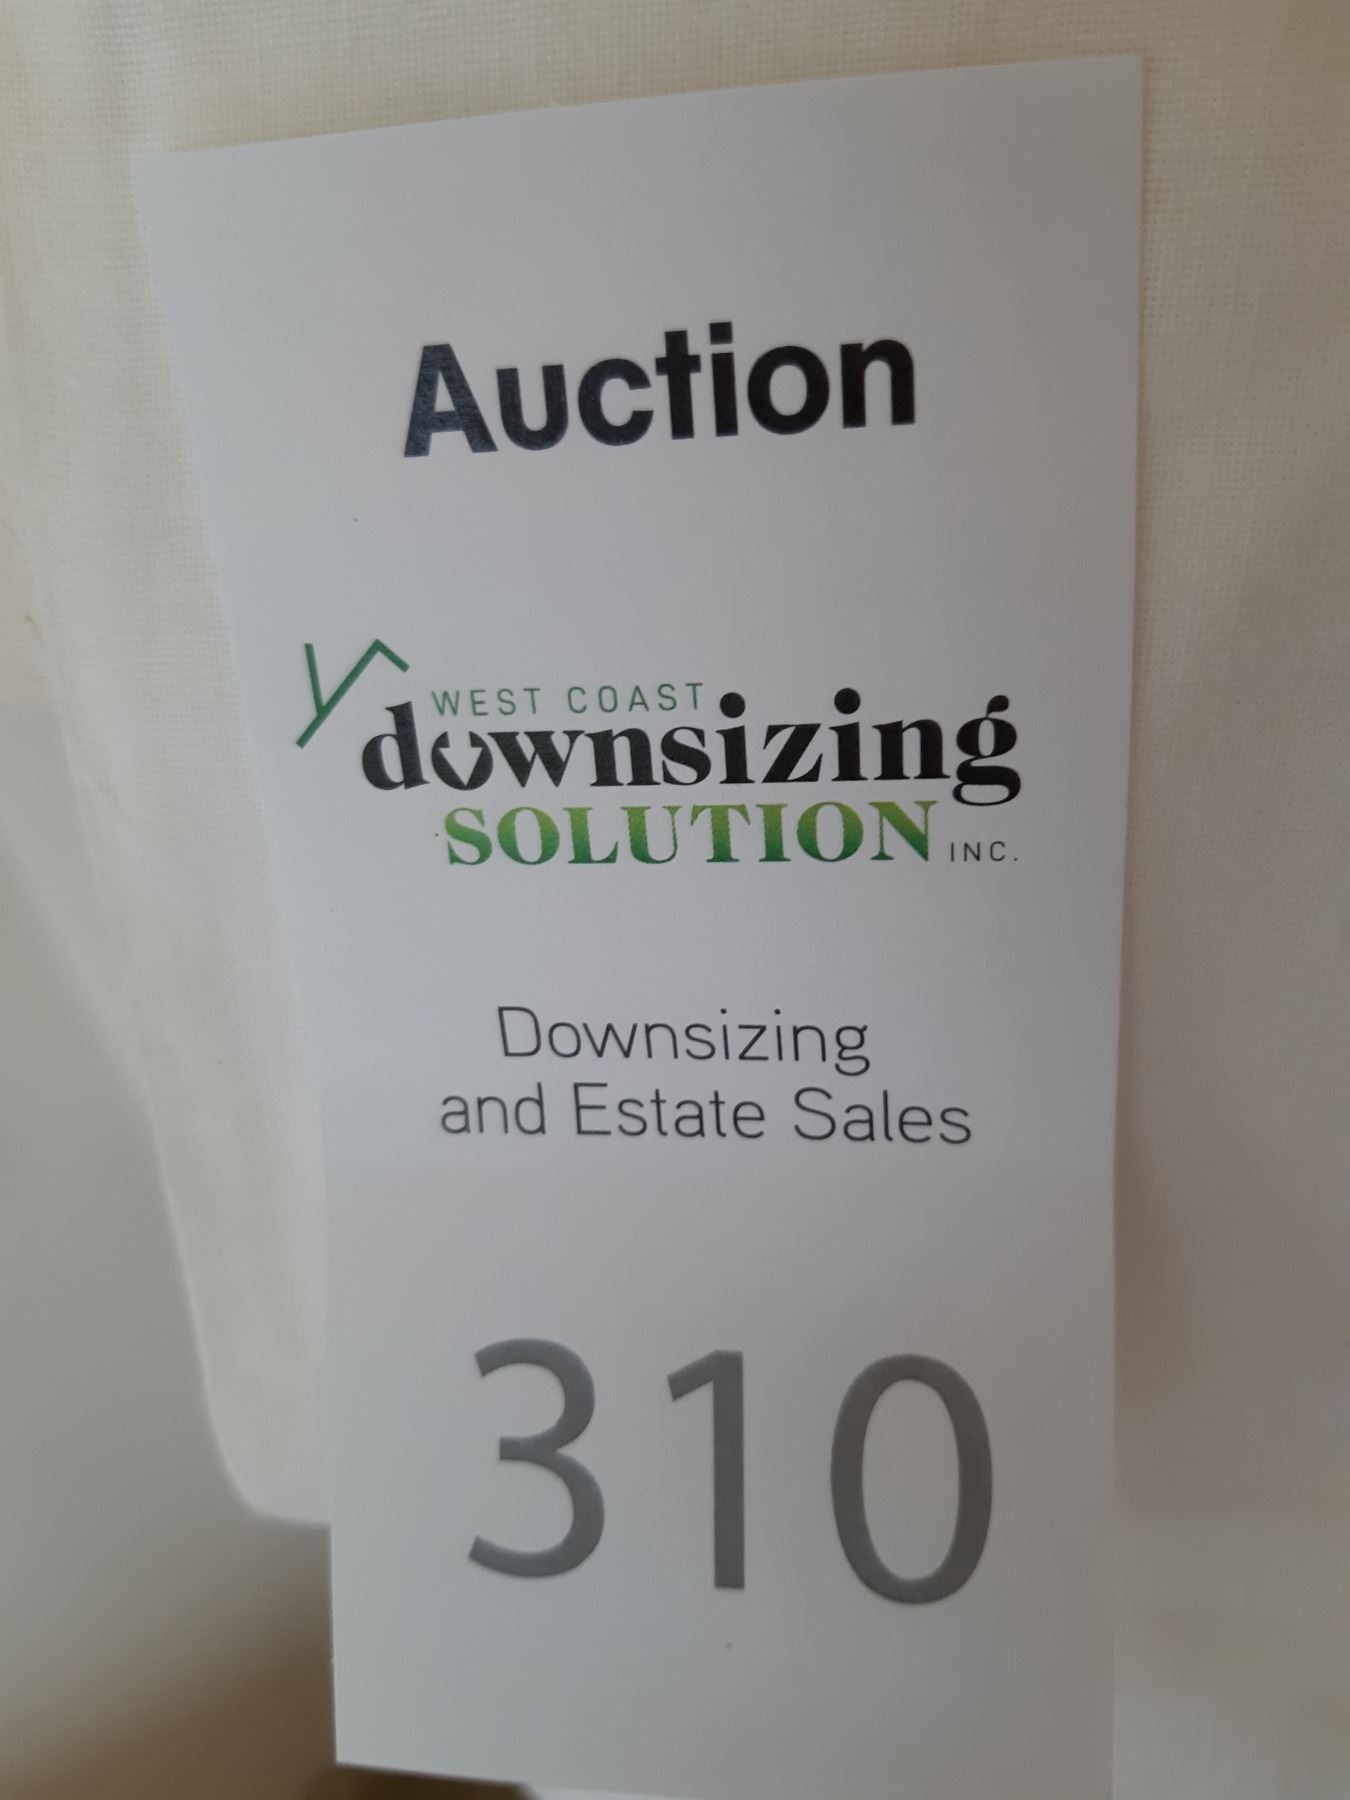 Auction
WEST COAST
downsizing
SOLUTION INC.
Downsizing
and Estate Sales
310